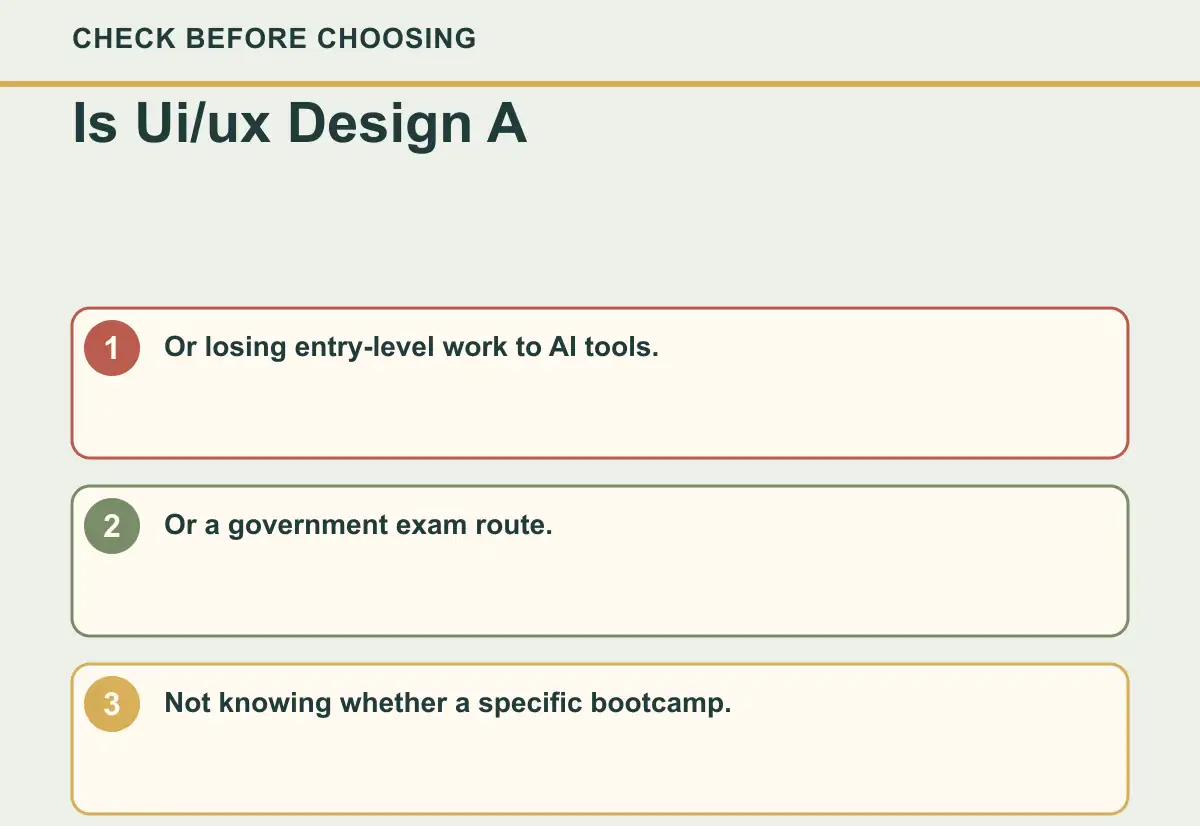 CHECK BEFORE CHOOSING
Is Ui/ux Design A
1 Or losing entry-level work to AI tools.
2 Or a government exam route.
3 Not knowing whether a specific bootcamp.